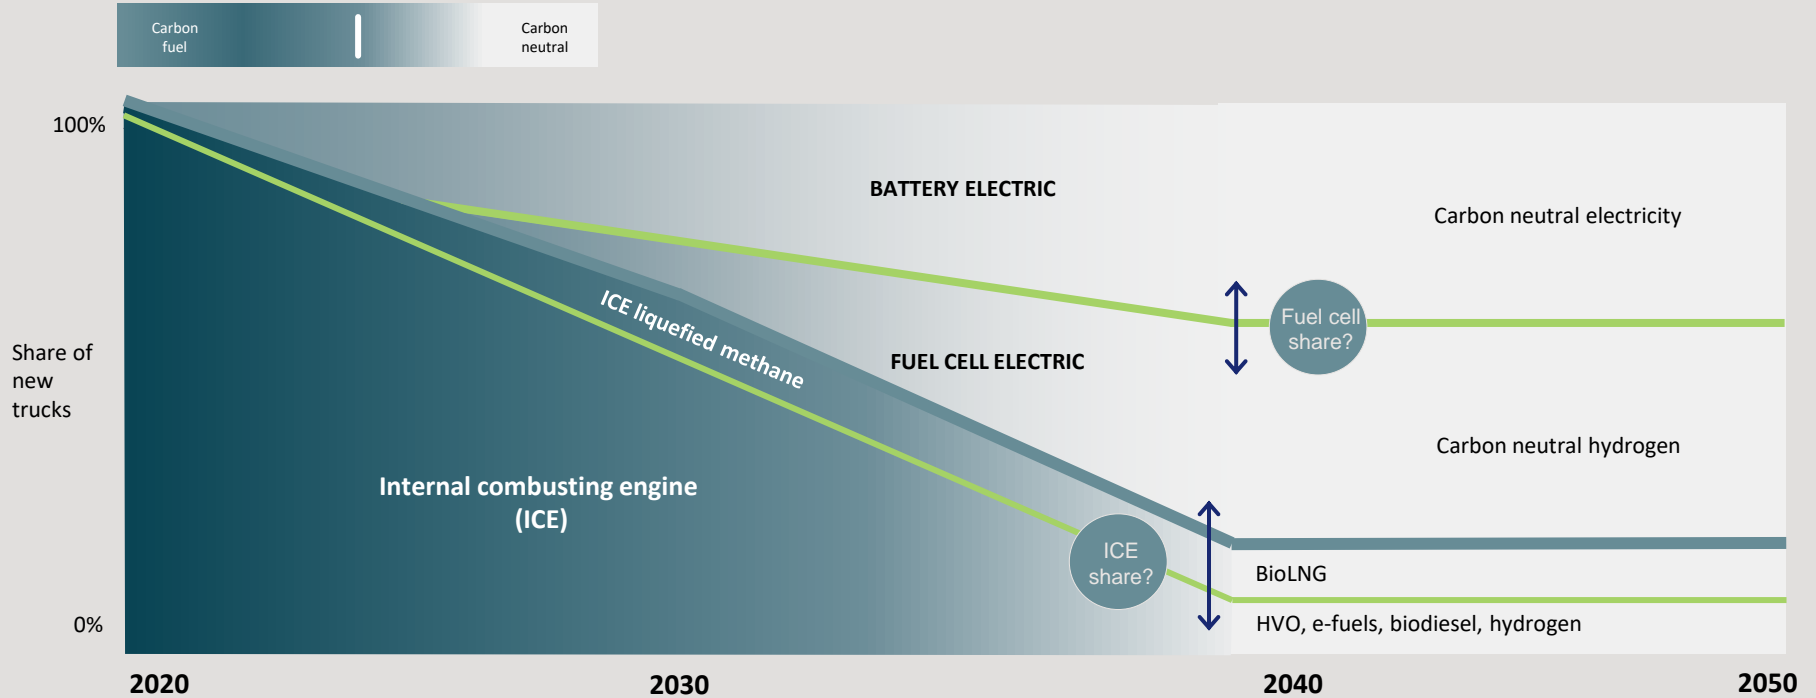 Carbon
fuel
Carbon
neutral
100%
BATTERY ELECTRIC
Carbon neutral electricity
ICE liquefied methane
Fuel cell
share?
Share of
new
trucks
FUEL CELL ELECTRIC
Carbon neutral hydrogen
Internal combusting engine
(ICE)
ICE
share?
BioLNG
0%
HVO, e-fuels, biodiesel, hydrogen
2020
2030
2040
2050